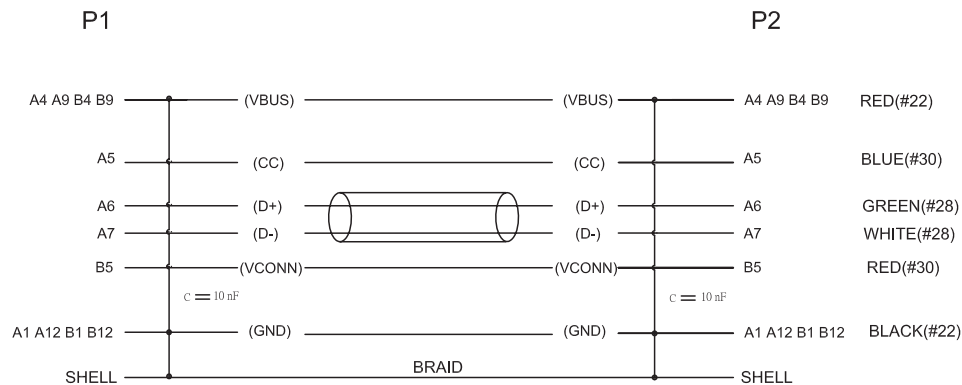 P1 P2
A4 A9 B4 B9 (VBUS) (VBUS) A4 A9 B4 B9 RED(#22)
A5 (CC) (CC) A5 BLUE(#30)
A6 (D+) (D+) A6 GREEN(#28)
A7 (D-) (D-) A7 WHITE(#28)
B5 (VCONN) (VCONN) B5 RED(#30)
C = 10 nF C = 10 nF
A1 A12 B1 B12 (GND) (GND) A1 A12 B1 B12 BLACK(#22)
SHELL BRAID SHELL